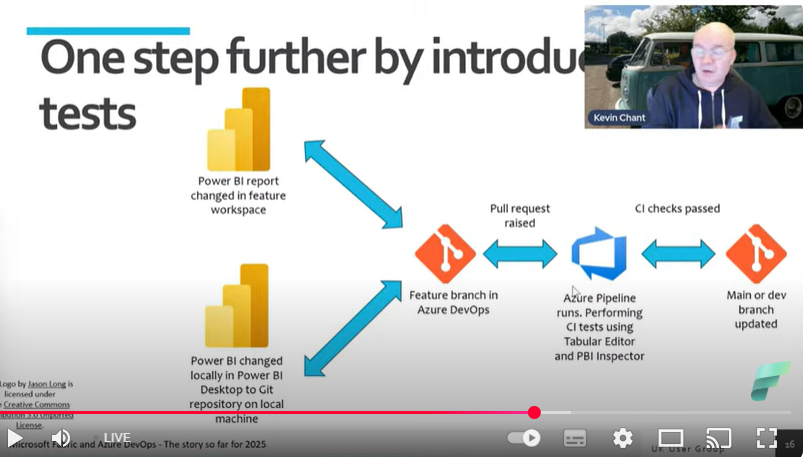 One step further by introduc
tests
Kevin Chant
Power BI report
changed in feature
workspace
Pull request
raised
CI checks passed
Feature branch in
Azure DevOps
Azure Pipeline
runs. Performing
CI tests using
Tabular Editor
and PBI Inspector
Main or dev
branch
updated
Power BI changed
locally in Power BI
Desktop to Git
repository on local
machine
Logo by Jason Long is
licensed under
Creative Commons
Unported
License.
LIVE
Microsoft Fabric and Azure DevOps - The story so far for 2025
UK User Group
16